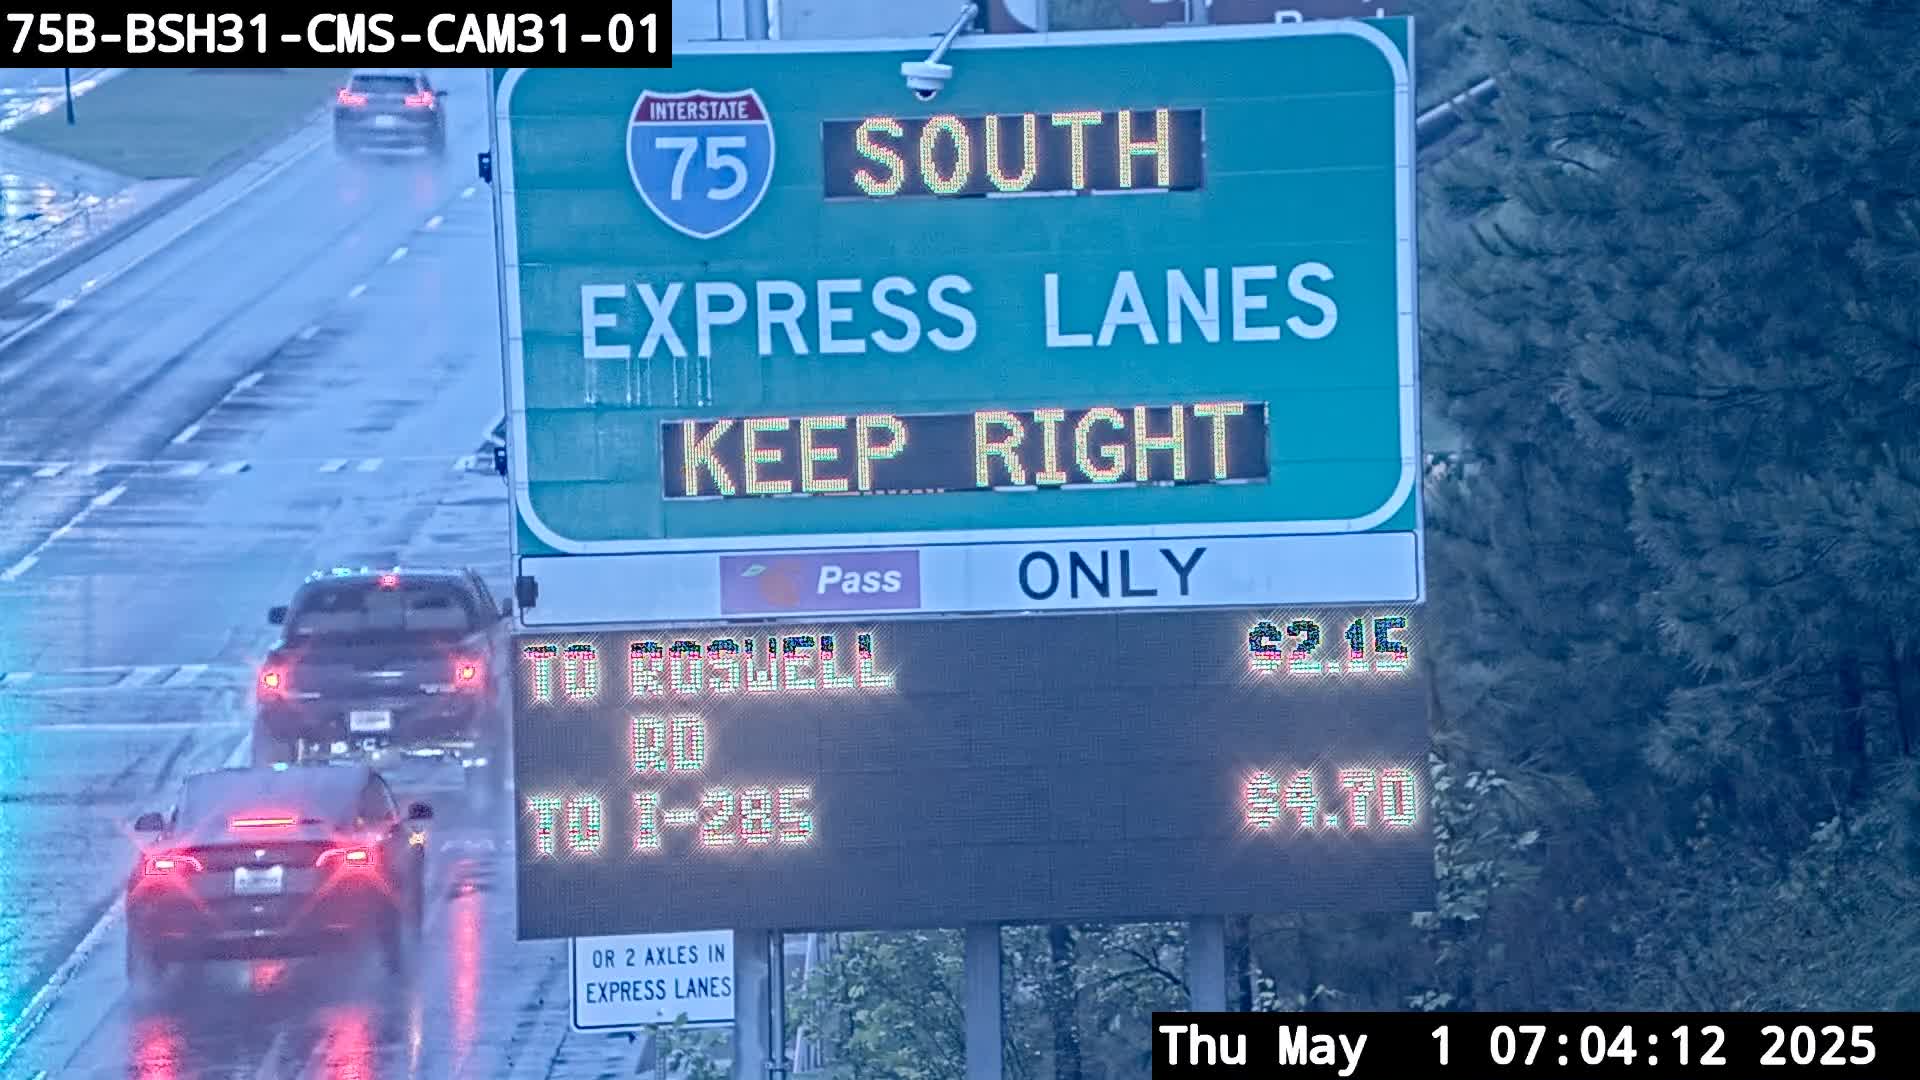 75B-BSH31-CMS-CAM31-01
INTERSTATE
75
SOUTH
EXPRESS LANES
KEEP RIGHT
Pass ONLY
TO ROSWELL $2.15
RD
TO I-285 $4.70
OR 2 AXLES IN
EXPRESS LANES
Thu May 1 07:04:12 2025